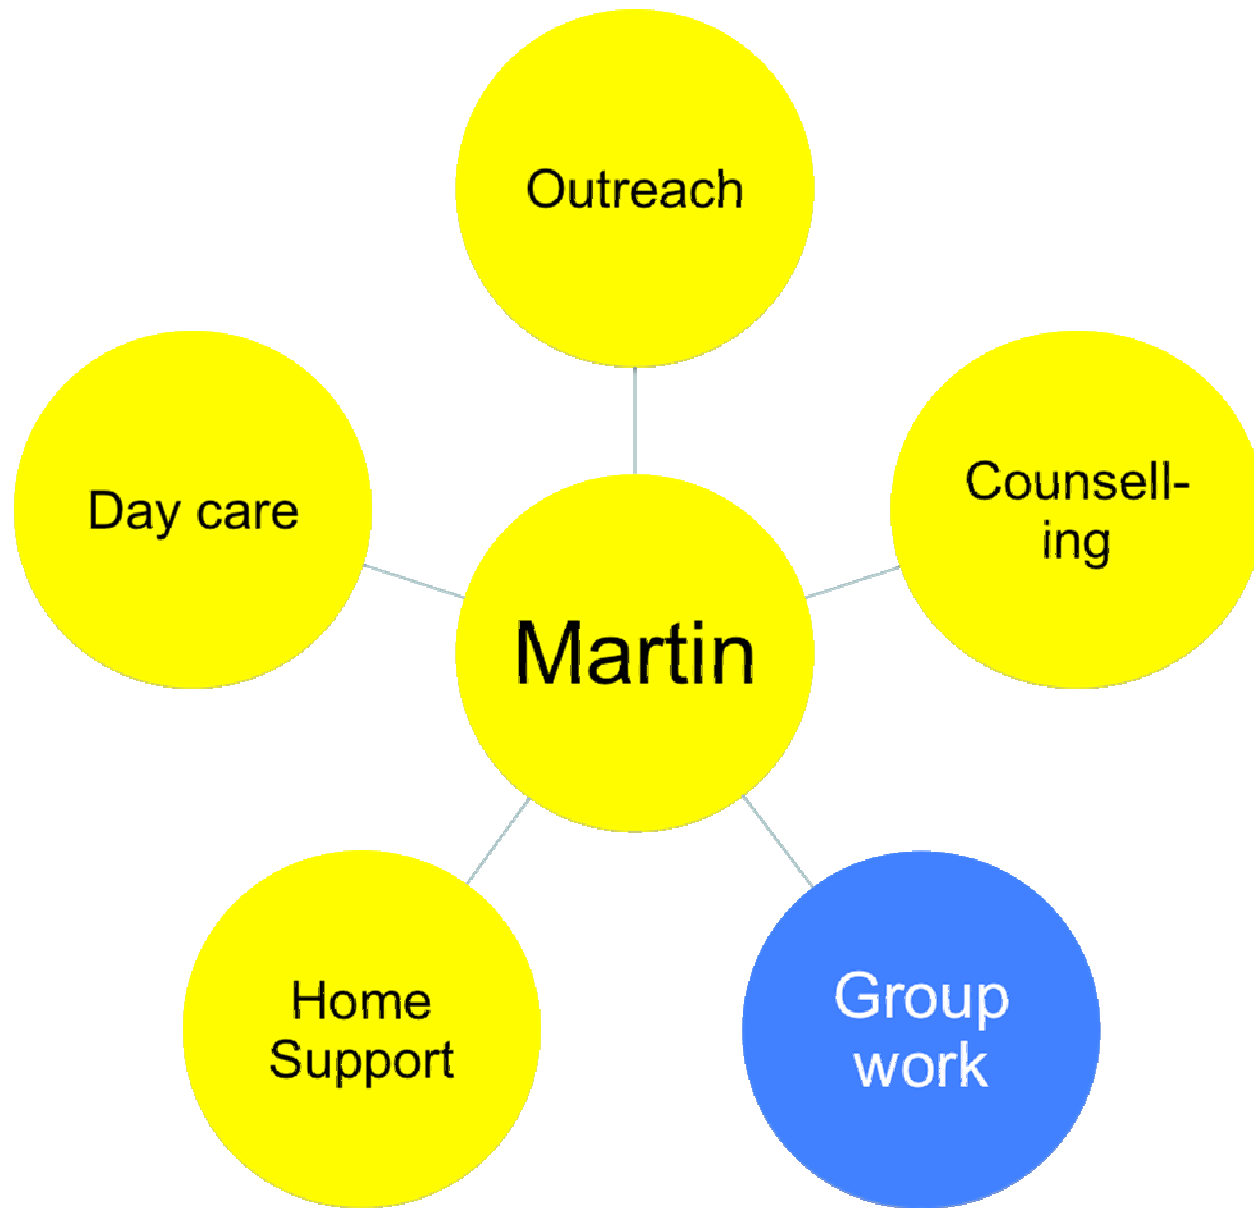 Outreach
Day care
Counsell-
ing
Martin
Home
Support
Group
work